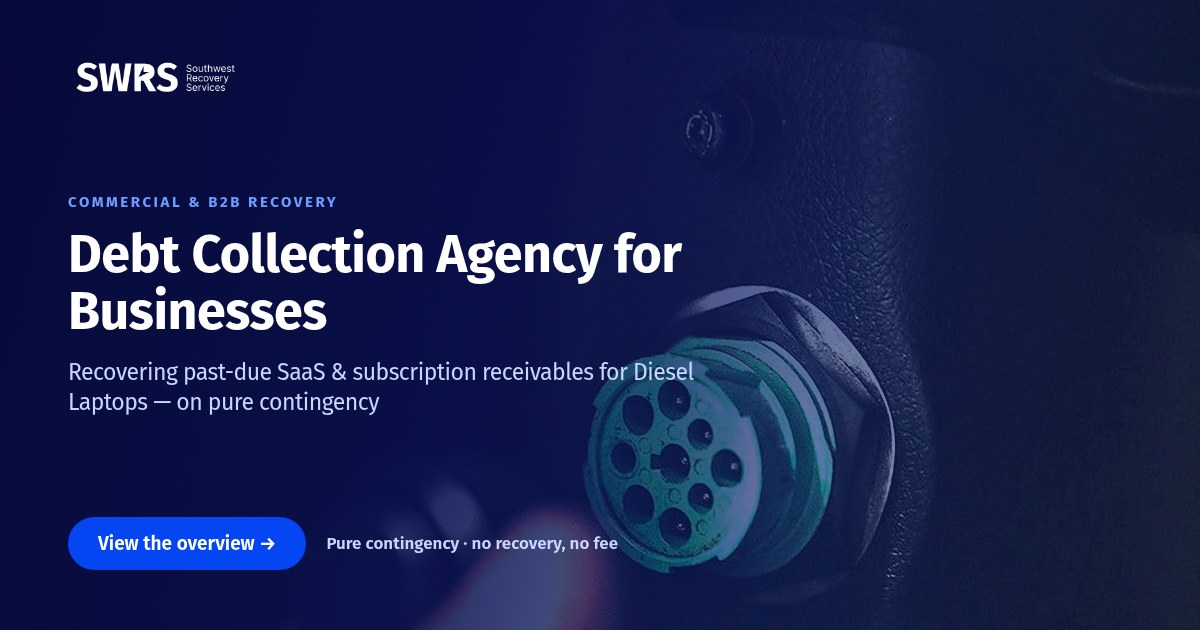 SWRS
Southwest
Recovery
Services
COMMERCIAL & B2B RECOVERY
Debt Collection Agency for
Businesses
Recovering past-due SaaS & subscription receivables for Diesel
Laptops — on pure contingency
View the overview →
Pure contingency · no recovery, no fee